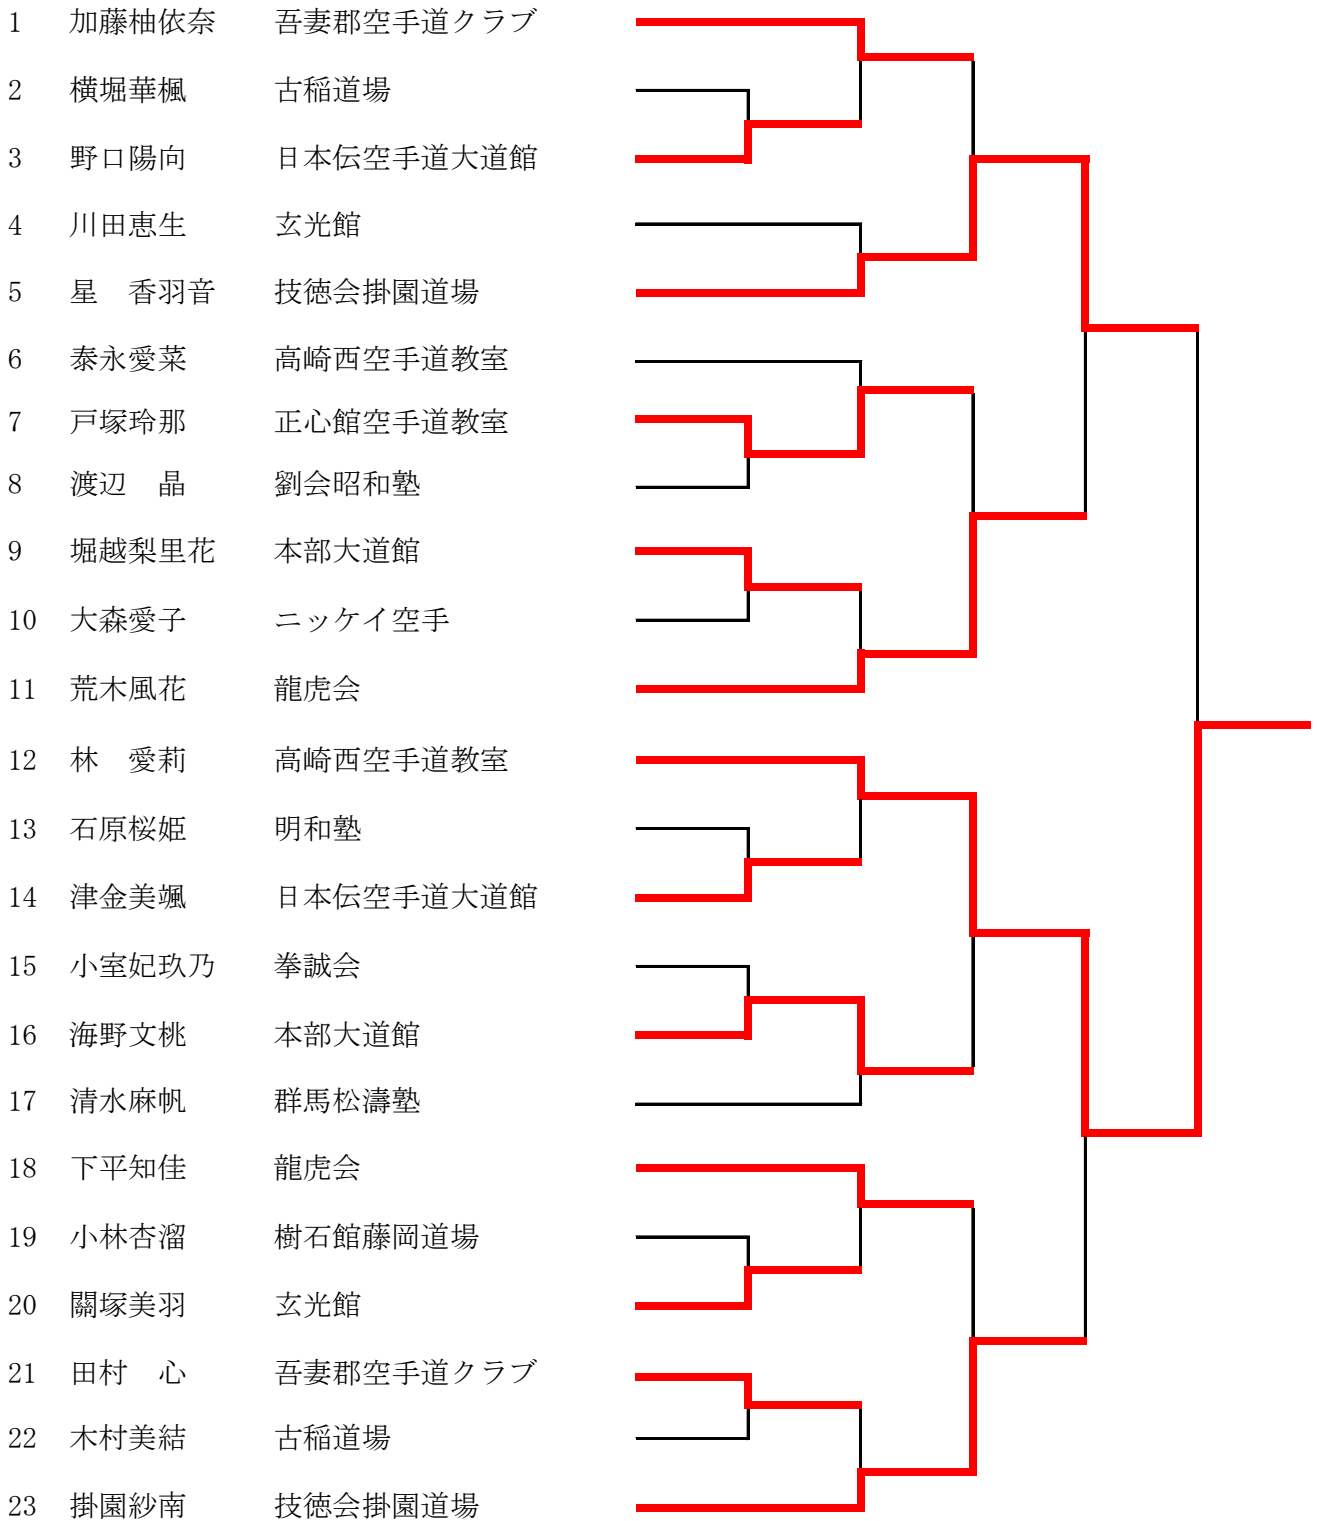 1 加藤柚依奈 吾妻郡空手道クラブ
2 横堀華楓 古稲道場
3 野口陽向 日本伝空手道大道館
4 川田恵生 玄光館
5 星　香羽音 技徳会掛園道場
6 泰永愛菜 高崎西空手道教室
7 戸塚玲那 正心館空手道教室
8 渡辺　晶 劉会昭和塾
9 堀越梨里花 本部大道館
10 大森愛子 ニッケイ空手
11 荒木風花 龍虎会
12 林　愛莉 高崎西空手道教室
13 石原桜姫 明和塾
14 津金美颯 日本伝空手道大道館
15 小室妃玖乃 拳誠会
16 海野文桃 本部大道館
17 清水麻帆 群馬松濤塾
18 下平知佳 龍虎会
19 小林杏溜 樹石館藤岡道場
20 關塚美羽 玄光館
21 田村　心 吾妻郡空手道クラブ
22 木村美結 古稲道場
23 掛園紗南 技徳会掛園道場